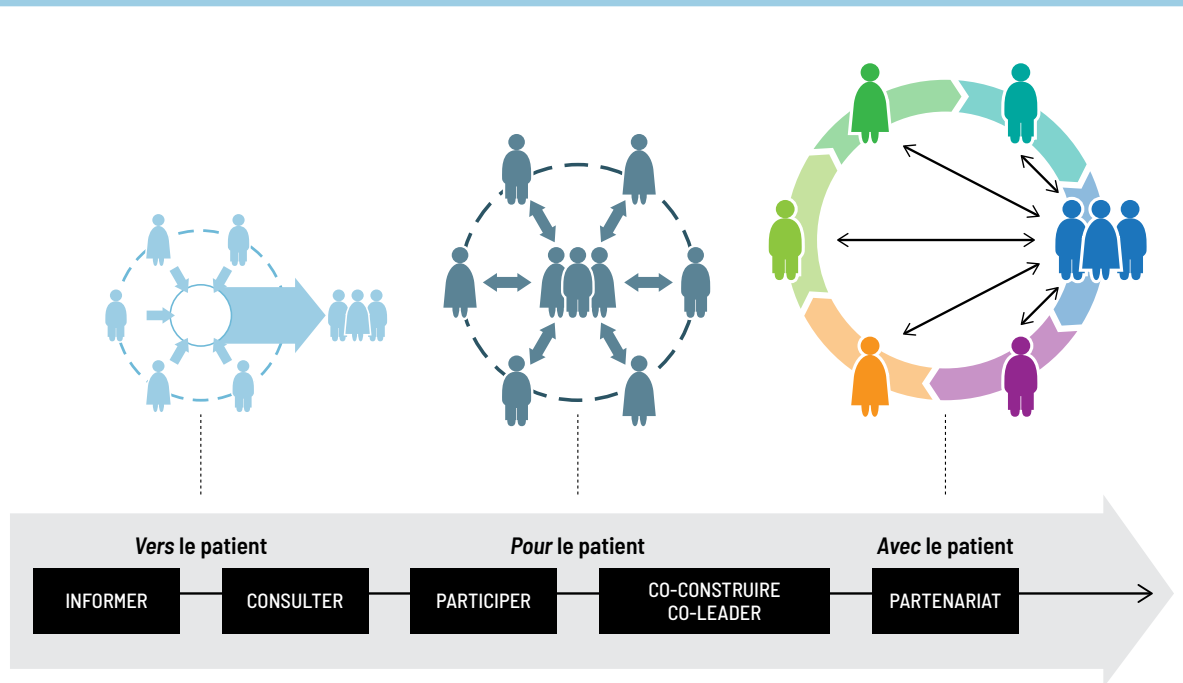 Vers le patient
Pour le patient
Avec le patient
INFORMER
CONSULTER
PARTICIPER
CO-CONSTRUIRE
CO-LEADER
PARTENARIAT